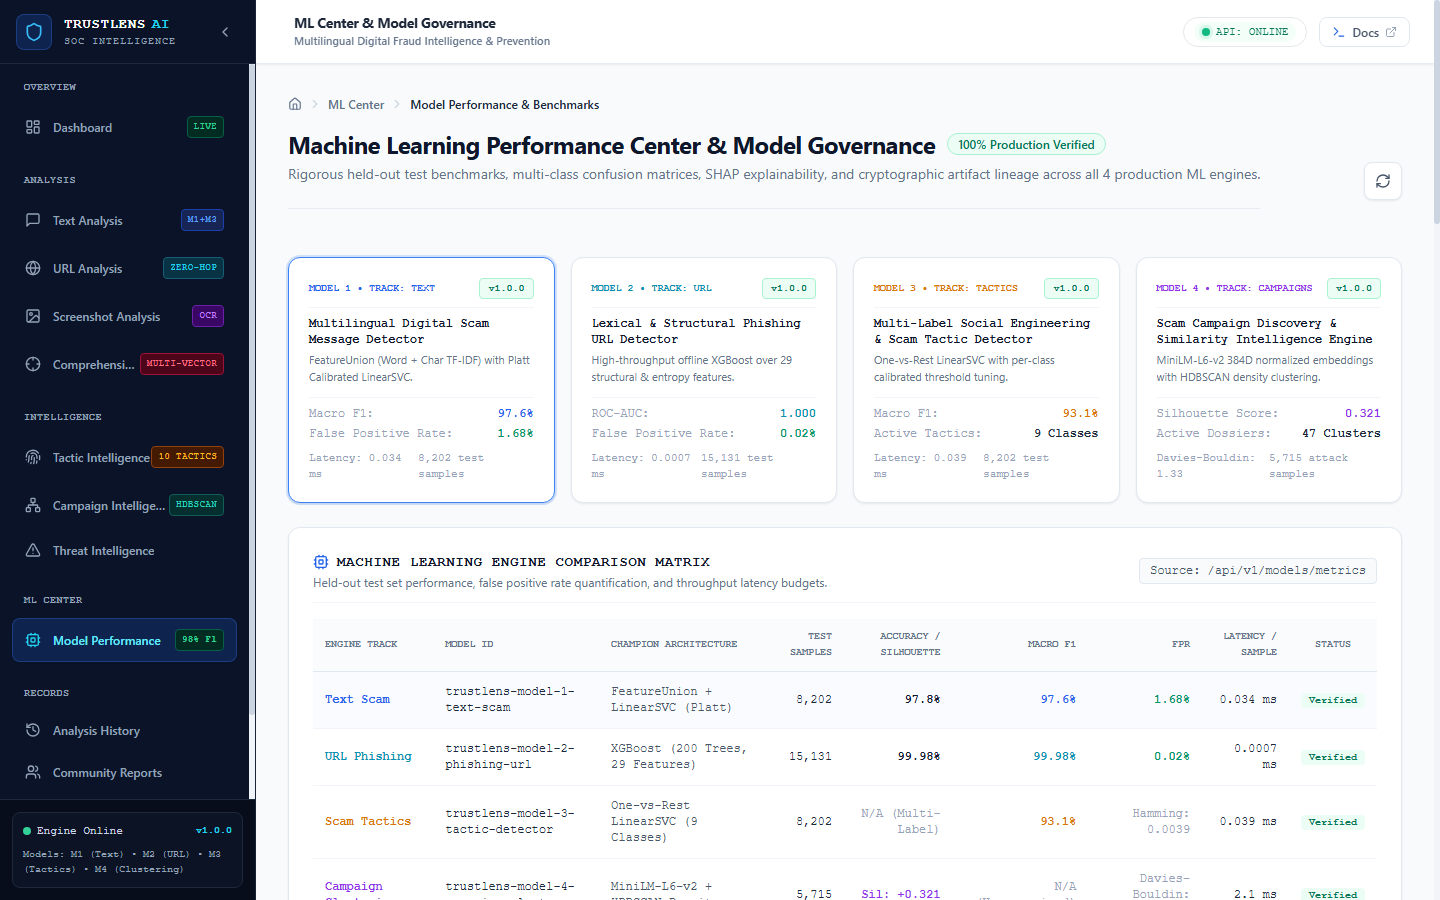 TRUSTLENS AI
SOC INTELLIGENCE
OVERVIEW
Dashboard
LIVE
ANALYSIS
Text Analysis
M1+M3
URL Analysis
ZERO-HOP
Screenshot Analysis
OCR
Comprehensi...
MULTI-VECTOR
INTELLIGENCE
Tactic Intelligence
10 TACTICS
Campaign Intellige...
HDBSCAN
Threat Intelligence
ML CENTER
Model Performance
98% F1
RECORDS
Analysis History
Community Reports
Engine Online
v1.0.0
Models: M1 (Text) • M2 (URL) • M3
(Tactics) • M4 (Clustering)
ML Center & Model Governance
Multilingual Digital Fraud Intelligence & Prevention
API: ONLINE
Docs
ML Center
Model Performance & Benchmarks
Machine Learning Performance Center & Model Governance
100% Production Verified
Rigorous held-out test benchmarks, multi-class confusion matrices, SHAP explainability, and cryptographic artifact lineage across all 4 production ML engines.
MODEL 1 • TRACK: TEXT
v1.0.0
Multilingual Digital Scam
Message Detector
FeatureUnion (Word + Char TF-IDF) with Platt
Calibrated LinearSVC.
Macro F1:
97.6%
False Positive Rate:
1.68%
Latency: 0.034
ms
8,202 test
samples
MODEL 2 • TRACK: URL
v1.0.0
Lexical & Structural Phishing
URL Detector
High-throughput offline XGBoost over 29
structural & entropy features.
ROC-AUC:
1.000
False Positive Rate:
0.02%
Latency: 0.0007
ms
15,131 test
samples
MODEL 3 • TRACK: TACTICS
v1.0.0
Multi-Label Social Engineering
& Scam Tactic Detector
One-vs-Rest LinearSVC with per-class
calibrated threshold tuning.
Macro F1:
93.1%
Active Tactics:
9 Classes
Latency: 0.039
ms
8,202 test
samples
MODEL 4 • TRACK: CAMPAIGNS
v1.0.0
Scam Campaign Discovery &
Similarity Intelligence Engine
MiniLM-L6-v2 384D normalized embeddings
with HDBSCAN density clustering.
Silhouette Score:
0.321
Active Dossiers:
47 Clusters
Davies-Bouldin:
1.33
5,715 attack
samples
MACHINE LEARNING ENGINE COMPARISON MATRIX
Held-out test set performance, false positive rate quantification, and throughput latency budgets.
Source: /api/v1/models/metrics
ENGINE TRACK
MODEL ID
CHAMPION ARCHITECTURE
TEST
SAMPLES
ACCURACY /
SILHOUETTE
MACRO F1
FPR
LATENCY /
SAMPLE
STATUS
Text Scam
trustlens-model-1-
text-scam
FeatureUnion +
LinearSVC (Platt)
8,202
97.8%
97.6%
1.68%
0.034 ms
Verified
URL Phishing
trustlens-model-2-
phishing-url
XGBoost (200 Trees,
29 Features)
15,131
99.98%
99.98%
0.02%
0.0007
ms
Verified
Scam Tactics
trustlens-model-3-
tactic-detector
One-vs-Rest
LinearSVC (9
Classes)
8,202
N/A (Multi-
Label)
93.1%
Hamming:
0.0039
0.039 ms
Verified
Campaign
trustlens-model-4-
MiniLM-L6-v2 +
5,715
Sil: +0.321
N/A
Davies-
Bouldin:
2.1 ms
Verified